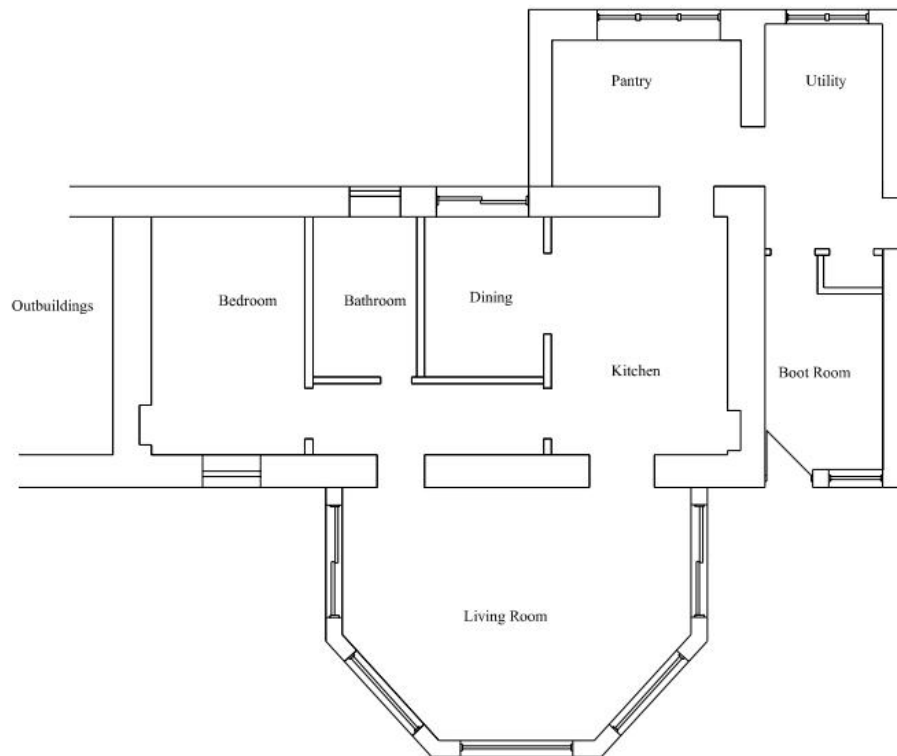 Pantry
Utility
Outbuildings
Bedroom
Bathroom
Dining
Kitchen
Boot Room
Living Room